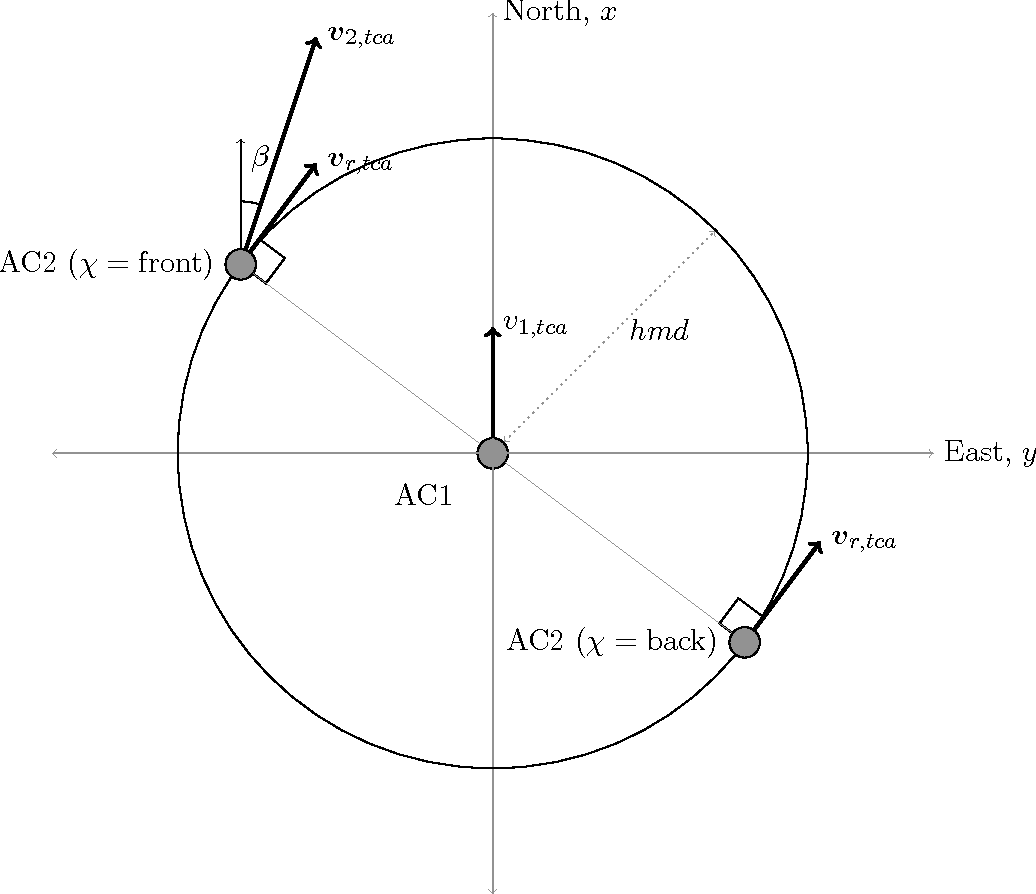 North, x
v2,tca
β
vr,tca
AC2 (χ = front)
v1,tca
hmd
East, y
AC1
vr,tca
AC2 (χ = back)